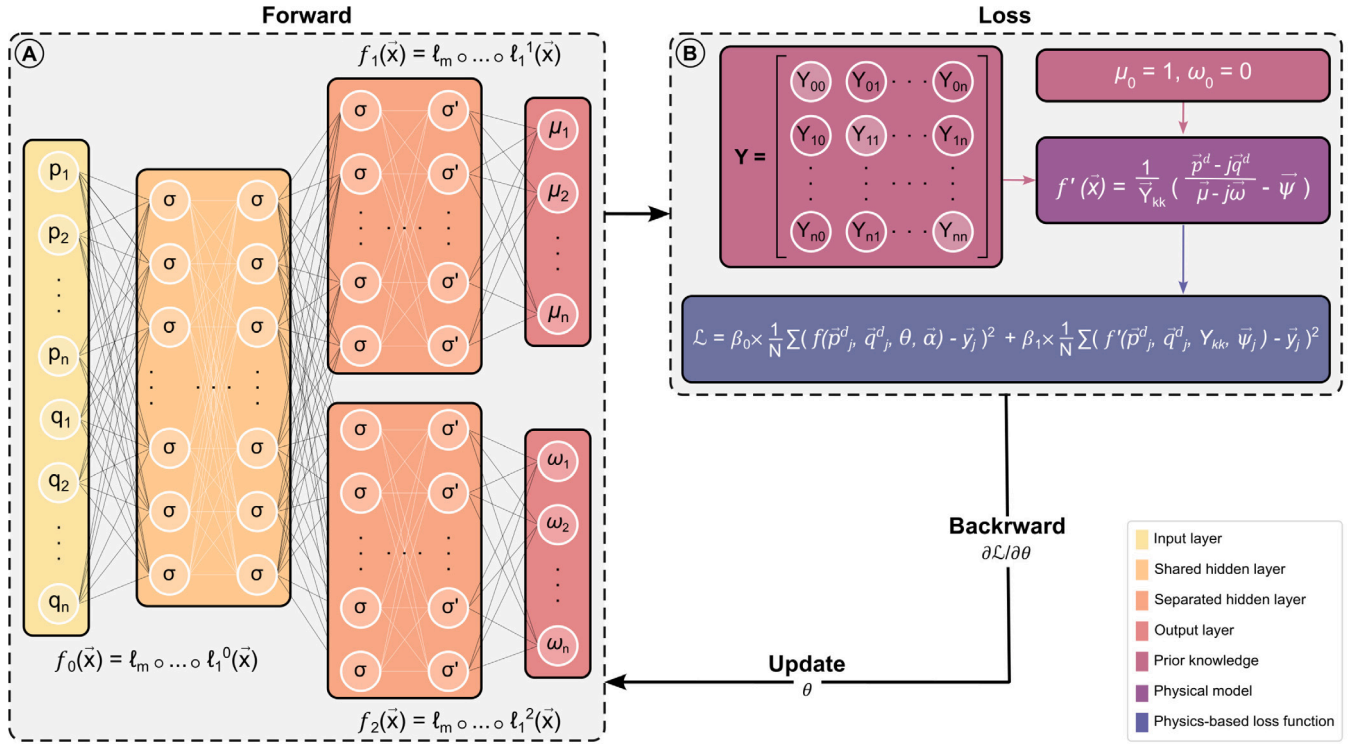 Forward
A
f₁(x⃗) = ℓₘ ∘ ... ∘ ℓ₁¹(x⃗)
p₁
p₂
.
.
.
pₙ
q₁
q₂
.
.
.
.
qₙ
σ σ
σ σ
σ σ
. . . . . . . . . .
σ σ
σ σ
σ σ
f₀(x⃗) = ℓₘ ∘ ... ∘ ℓ₁⁰(x⃗)
σ σ'
σ σ'
. . . . . . . . . .
σ σ'
σ σ'
μ₁
μ₂
.
.
.
μₙ
σ σ'
σ σ'
. . . . . . . . . .
σ σ'
σ σ'
ω₁
ω₂
.
.
.
ωₙ
f₂(x⃗) = ℓₘ ∘ ... ∘ ℓ₁²(x⃗)
Loss
B
Y =
Y₀₀ Y₀₁ · · · Y₀ₙ
Y₁₀ Y₁₁ · · · Y₁ₙ
⋮ ⋮ ⋮
Yₙ₀ Yₙ₁ · · · Yₙₙ
μ₀ = 1, ω₀ = 0
f'(x⃗) = 1/Y⃗ₖₖ ( (p⃗ᵈ - jq⃗ᵈ)/(μ⃗ - jω⃗) - ψ⃗ )
ℒ = β₀× 1/N ∑( f(p⃗ᵈⱼ, q⃗ᵈⱼ, θ, α⃗) - y⃗ⱼ )² + β₁× 1/N ∑( f'(p⃗ᵈⱼ, q⃗ᵈⱼ, Yₖₖ, ψ⃗ⱼ) - y⃗ⱼ )²
Backrward
∂ℒ/∂θ
Update
θ
Input layer
Shared hidden layer
Separated hidden layer
Output layer
Prior knowledge
Physical model
Physics-based loss function